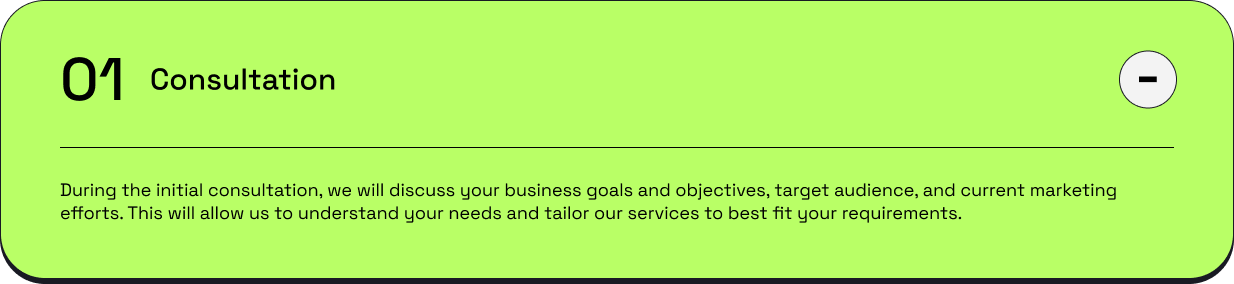 01 Consultation
During the initial consultation, we will discuss your business goals and objectives, target audience, and current marketing
efforts. This will allow us to understand your needs and tailor our services to best fit your requirements.